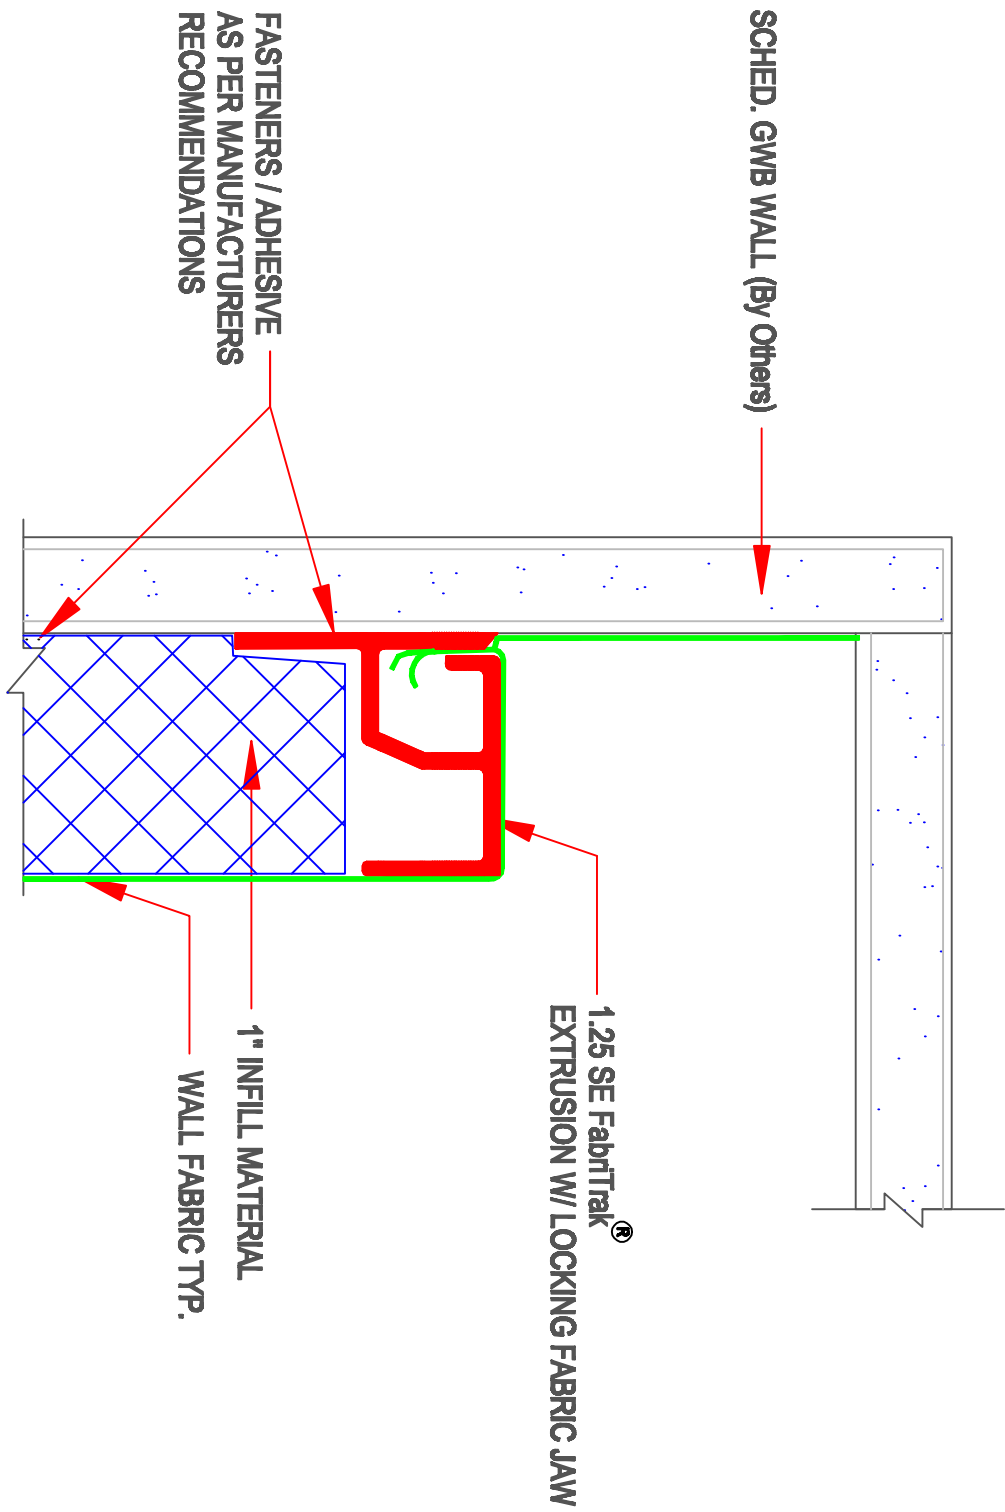 SCHED. GWB WALL (By Others)
FASTENERS / ADHESIVE
AS PER MANUFACTURERS
RECOMMENDATIONS
1.25 SE FabriTrak®
EXTRUSION W/ LOCKING FABRIC JAW
1" INFILL MATERIAL
WALL FABRIC TYP.